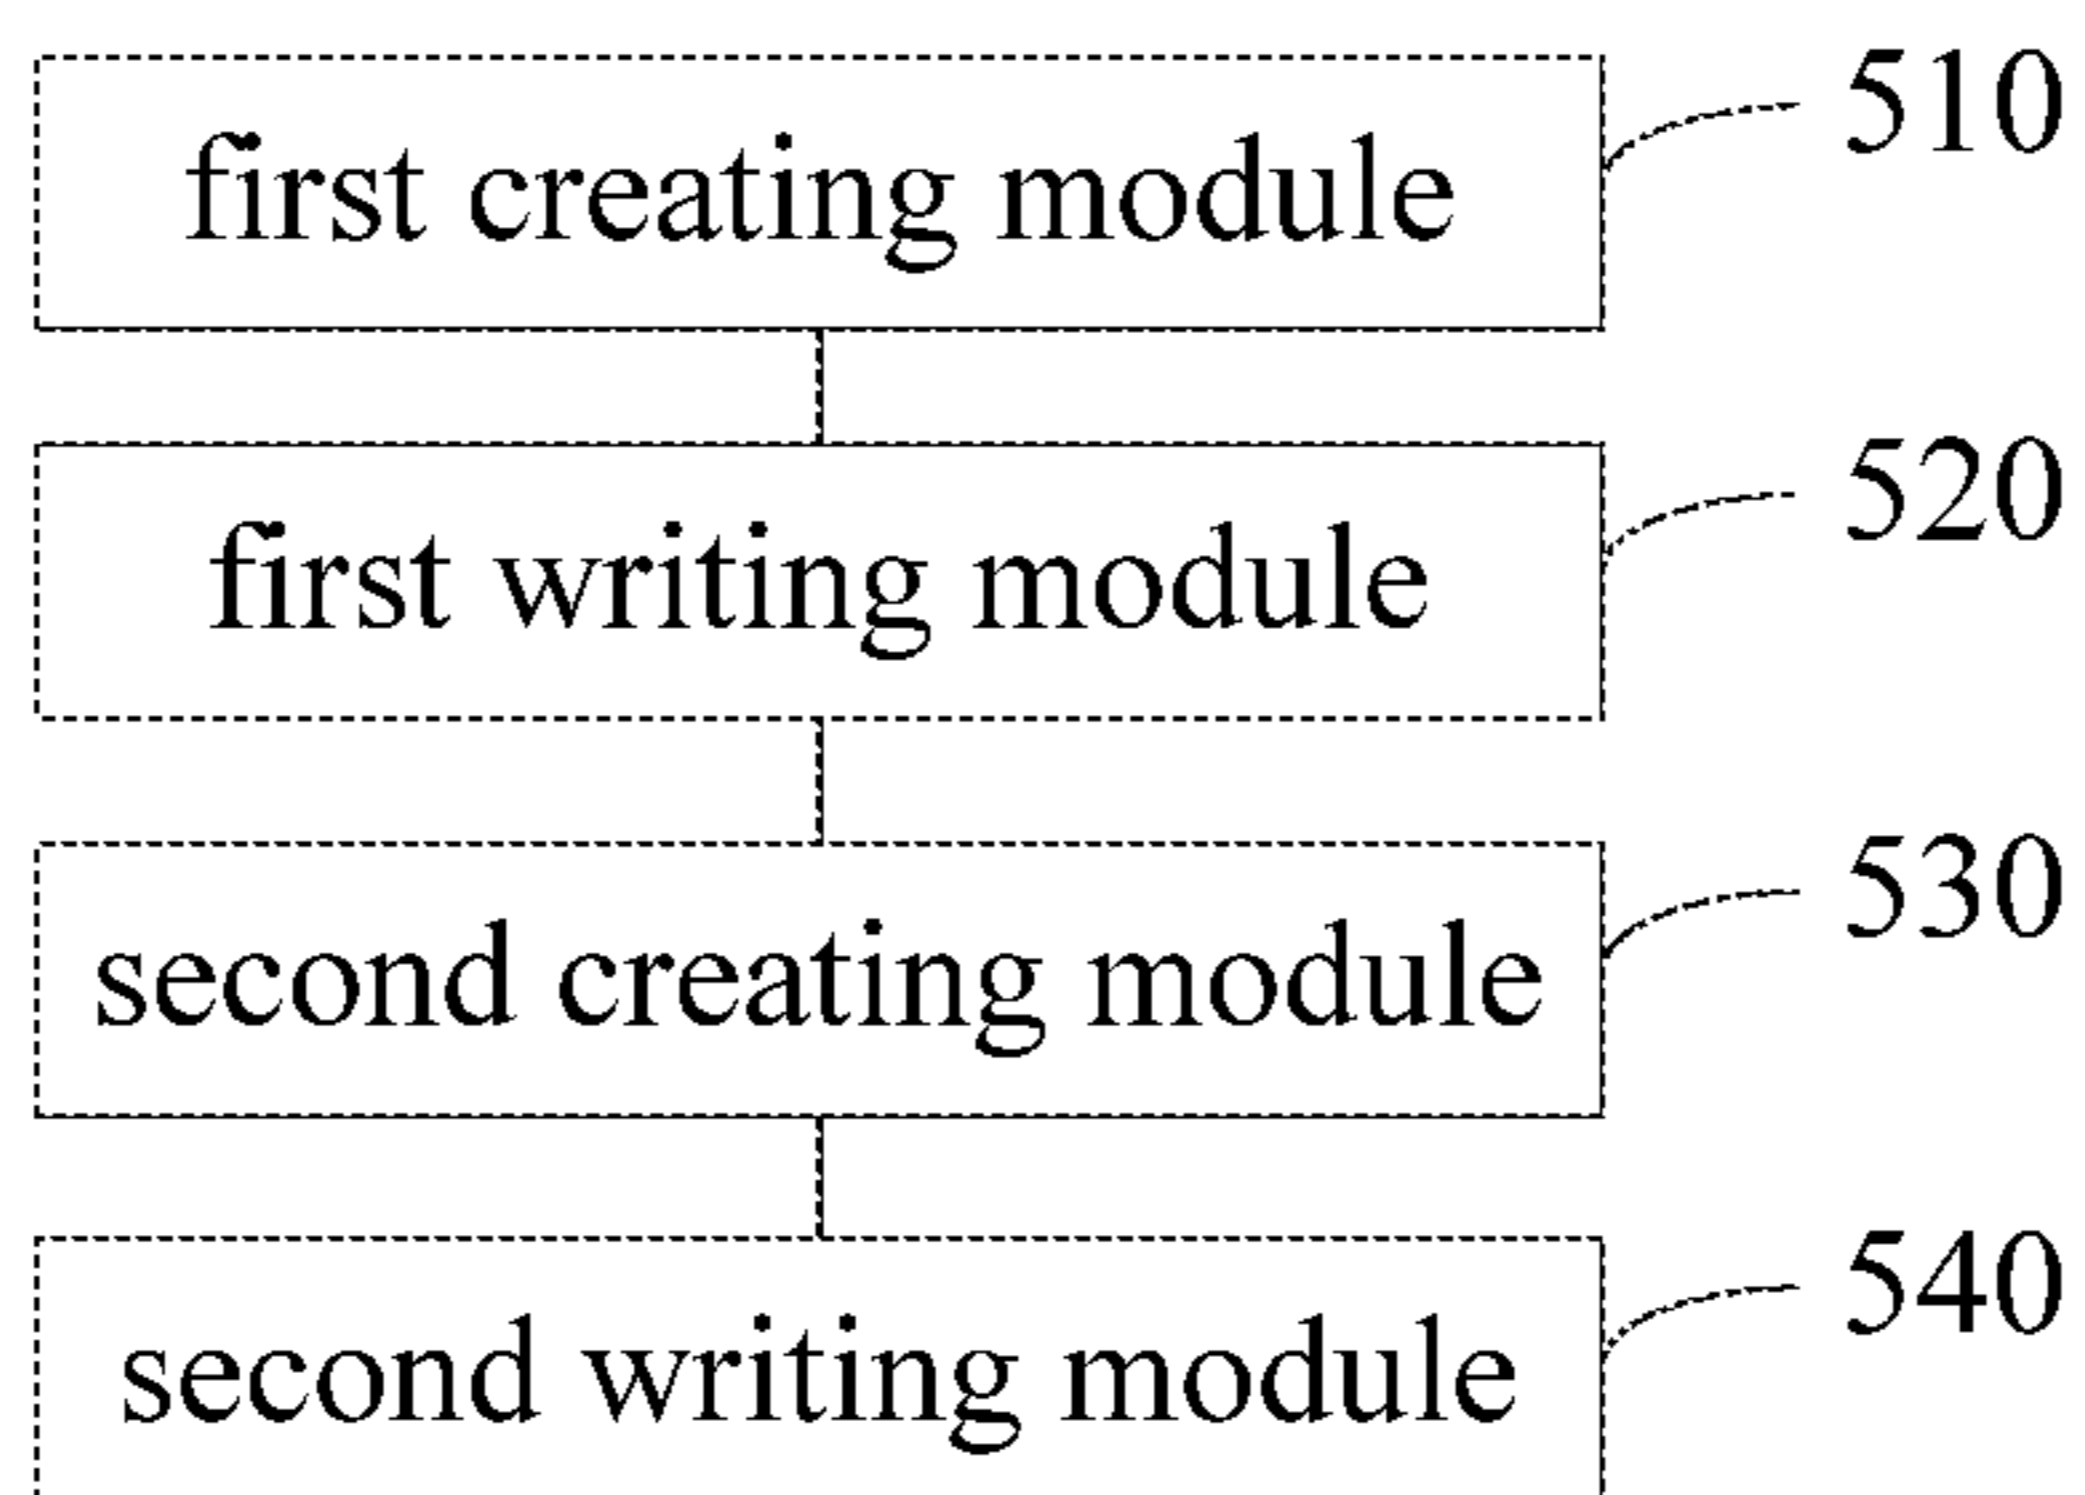 first creating module 510
first writing module 520
second creating module 530
second writing module 540